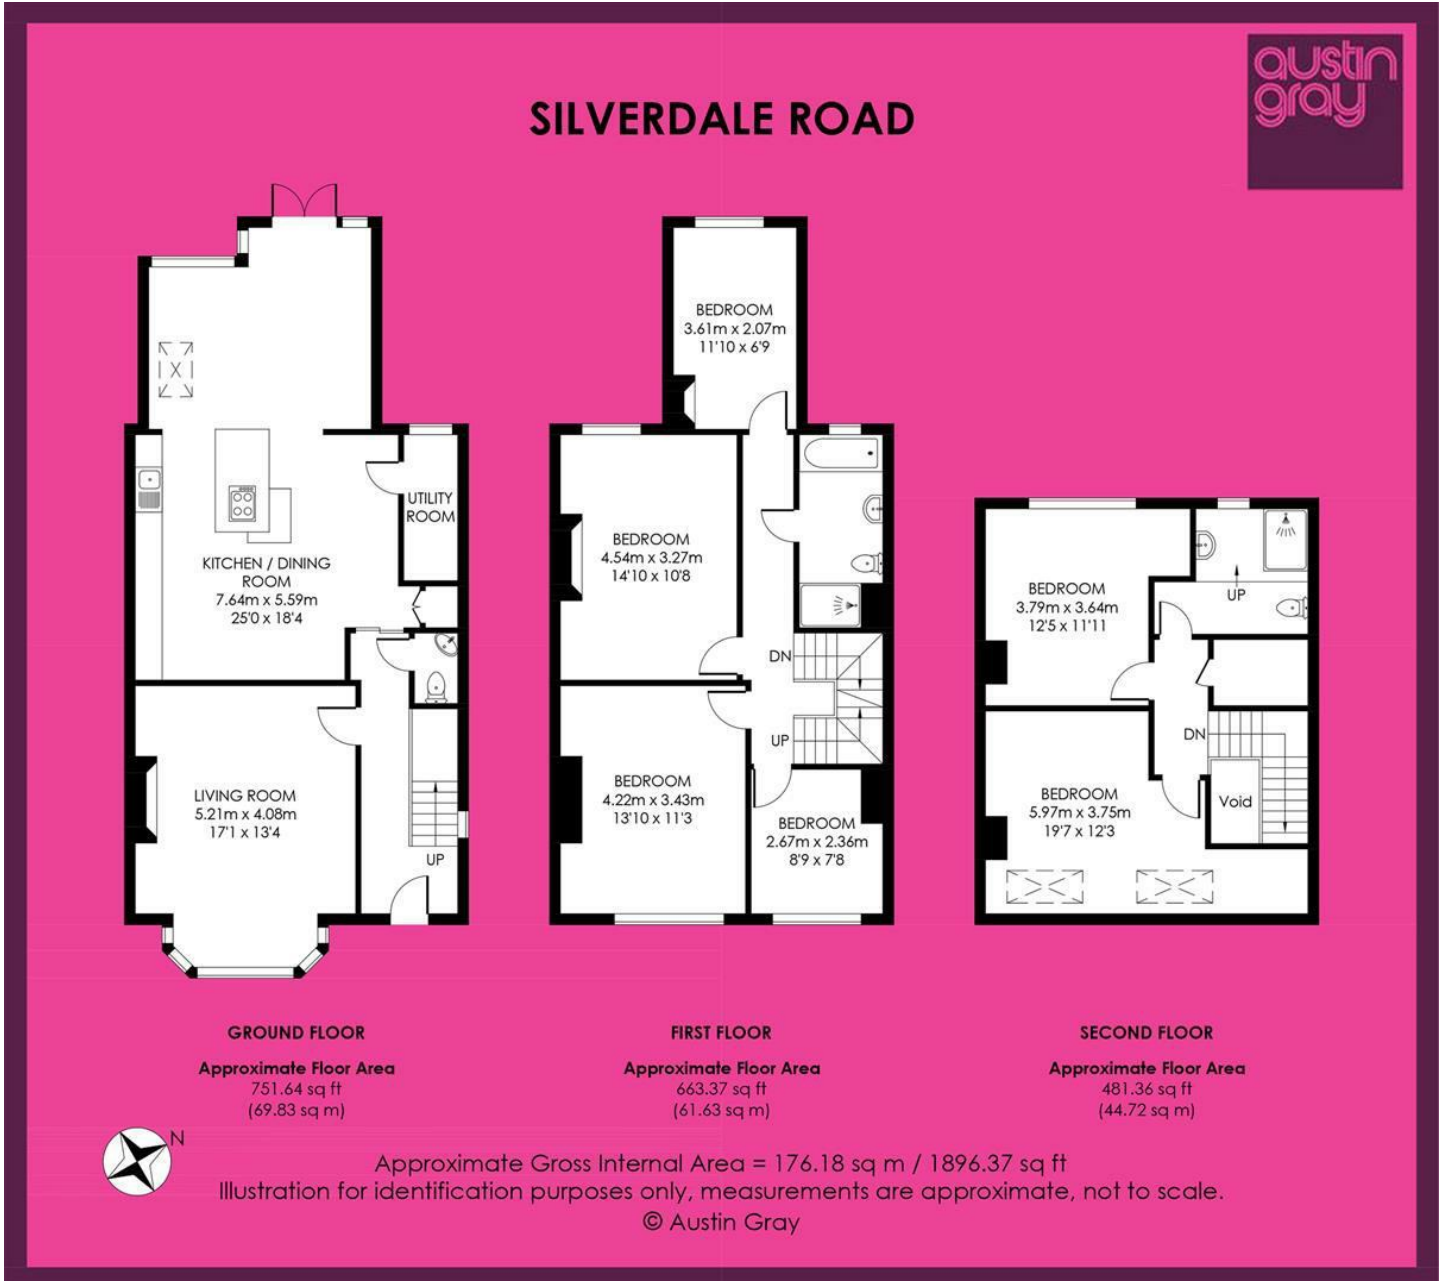 austin
gray
SILVERDALE ROAD
KITCHEN / DINING
ROOM
7.64m x 5.59m
25'0 x 18'4
UTILITY
ROOM
LIVING ROOM
5.21m x 4.08m
17'1 x 13'4
UP
BEDROOM
3.61m x 2.07m
11'10 x 6'9
BEDROOM
4.54m x 3.27m
14'10 x 10'8
DN
UP
BEDROOM
4.22m x 3.43m
13'10 x 11'3
BEDROOM
2.67m x 2.36m
8'9 x 7'8
BEDROOM
3.79m x 3.64m
12'5 x 11'11
UP
DN
BEDROOM
5.97m x 3.75m
19'7 x 12'3
Void
GROUND FLOOR
Approximate Floor Area
751.64 sq ft
(69.83 sq m)
FIRST FLOOR
Approximate Floor Area
663.37 sq ft
(61.63 sq m)
SECOND FLOOR
Approximate Floor Area
481.36 sq ft
(44.72 sq m)
N
Approximate Gross Internal Area = 176.18 sq m / 1896.37 sq ft
Illustration for identification purposes only, measurements are approximate, not to scale.
© Austin Gray